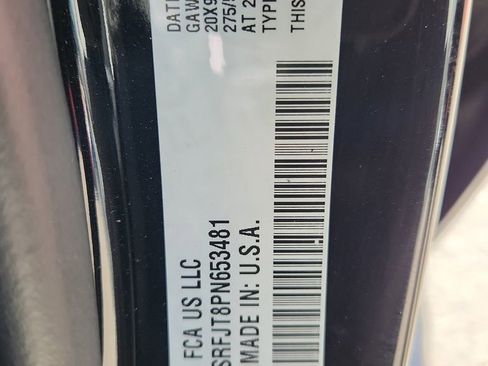 FCA US LLC
SRFJT8PN653481
MADE IN: U.S.A.
DAT
GAW
20X9
275/
AT 2
TYP
THIS